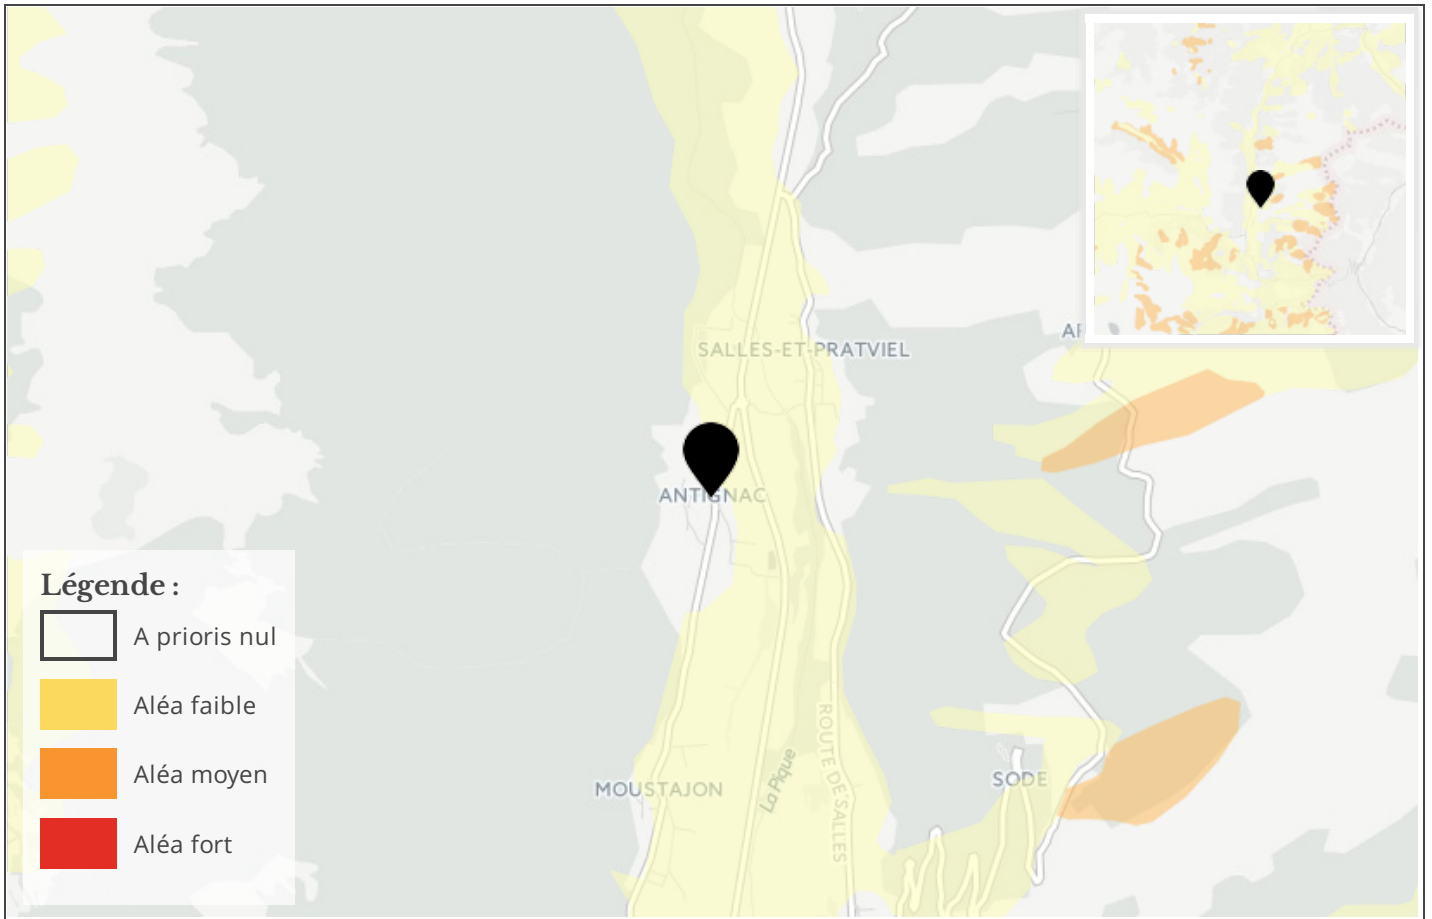 SALLES-ET-PRATVIEL
ANTIGNAC
MOUSTAJON
La Pique
ROUTE DE SALLES
SODE
Légende :
A prioris nul
Aléa faible
Aléa moyen
Aléa fort